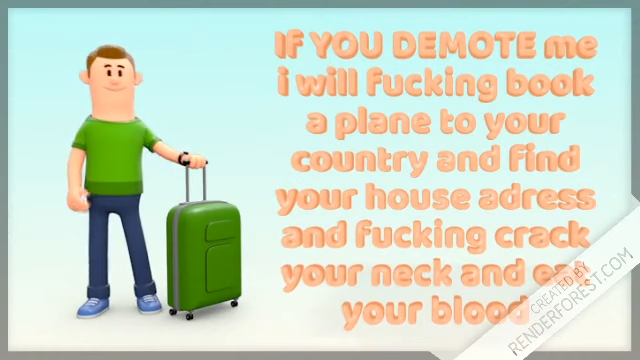 IF YOU DEMOTE me
i will fucking book
a plane to your
country and find
your house adress
and fucking crack
your neck and eat
your blood
CREATED BY
RENDERFOREST.COM